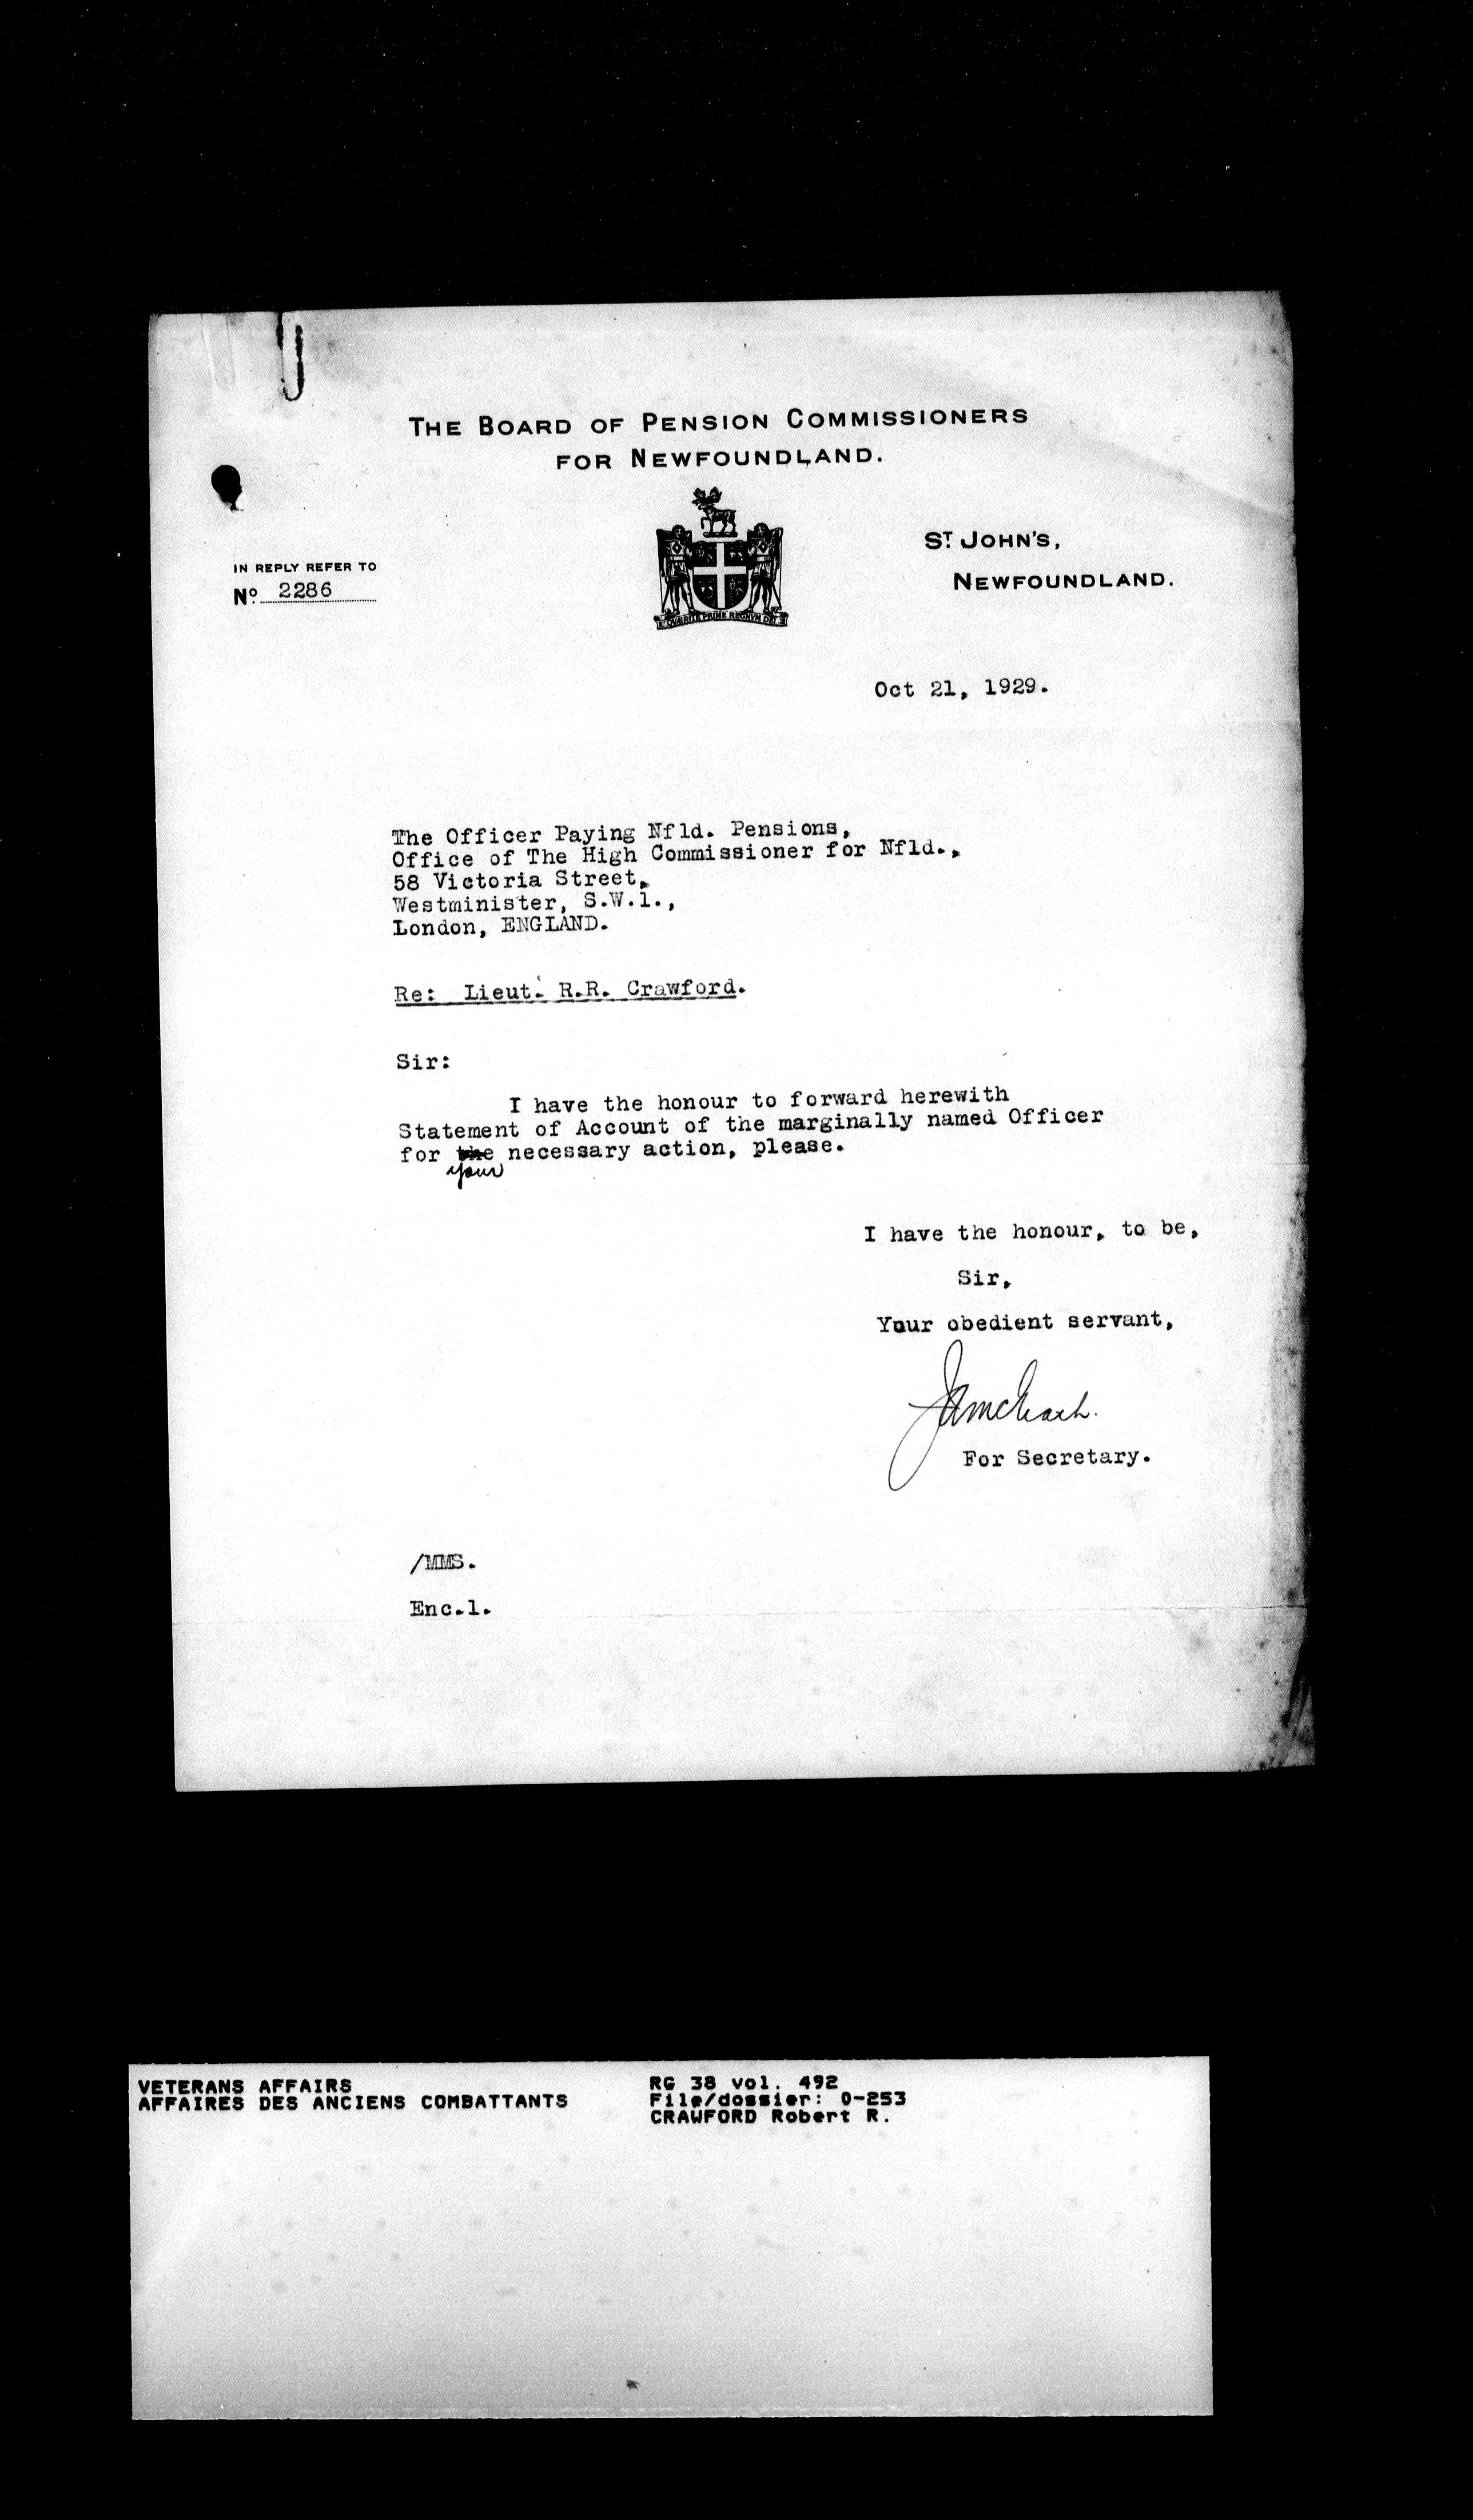 THE BOARD OF PENSION COMMISSIONERS
FOR NEWFOUNDLAND.
IN REPLY REFER TO
No. 2286
QUÆRITE PRIME REGNVM DEI
ST. JOHN'S,
NEWFOUNDLAND.
Oct 21, 1929.
The Officer Paying Nfld. Pensions,
Office of The High Commissioner for Nfld.,
58 Victoria Street,
Westminister, S.W.1.,
London, ENGLAND.
Re: Lieut. R.R. Crawford.
Sir:
I have the honour to forward herewith
Statement of Account of the marginally named Officer
for the necessary action, please.
your
I have the honour, to be,
Sir,
Your obedient servant,
For Secretary.
/MMS.
Enc.1.
VETERANS AFFAIRS
AFFAIRES DES ANCIENS COMBATTANTS
RG 38 vol. 492
File/dossier: 0-253
CRAWFORD Robert R.